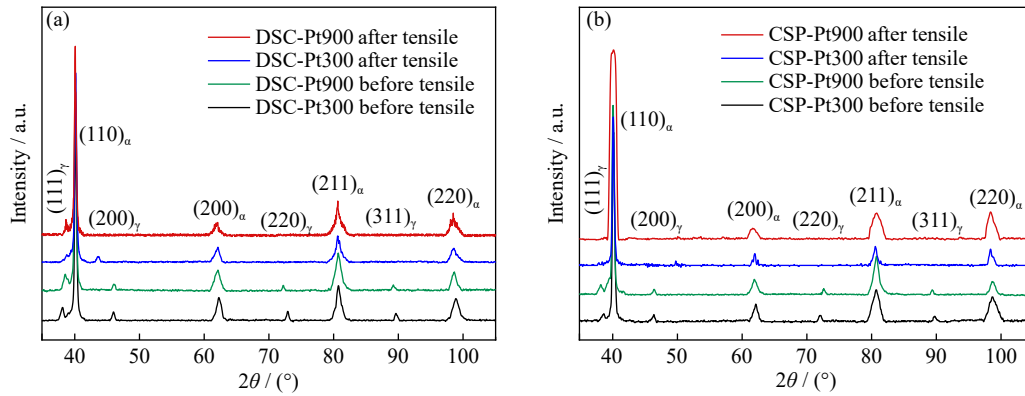 (a)
DSC-Pt900 after tensile
DSC-Pt300 after tensile
DSC-Pt900 before tensile
DSC-Pt300 before tensile
Intensity / a.u.
(111)γ
(110)α
(200)γ
(200)α
(220)γ
(211)α
(311)γ
(220)α
40 50 60 70 80 90 100
2θ / (°)
(b)
CSP-Pt900 after tensile
CSP-Pt300 after tensile
CSP-Pt900 before tensile
CSP-Pt300 before tensile
Intensity / a.u.
(111)γ
(110)α
(200)γ
(200)α
(220)γ
(211)α
(311)γ
(220)α
40 50 60 70 80 90 100
2θ / (°)